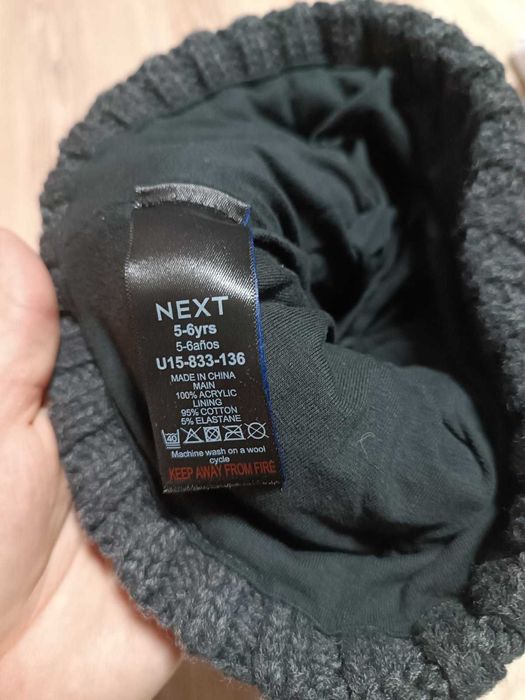 NEXT
5-6yrs
5-6años
U15-833-136
MADE IN CHINA
MAIN
100% ACRYLIC
LINING
95% COTTON
5% ELASTANE
40
Machine wash on a wool
cycle
KEEP AWAY FROM FIRE